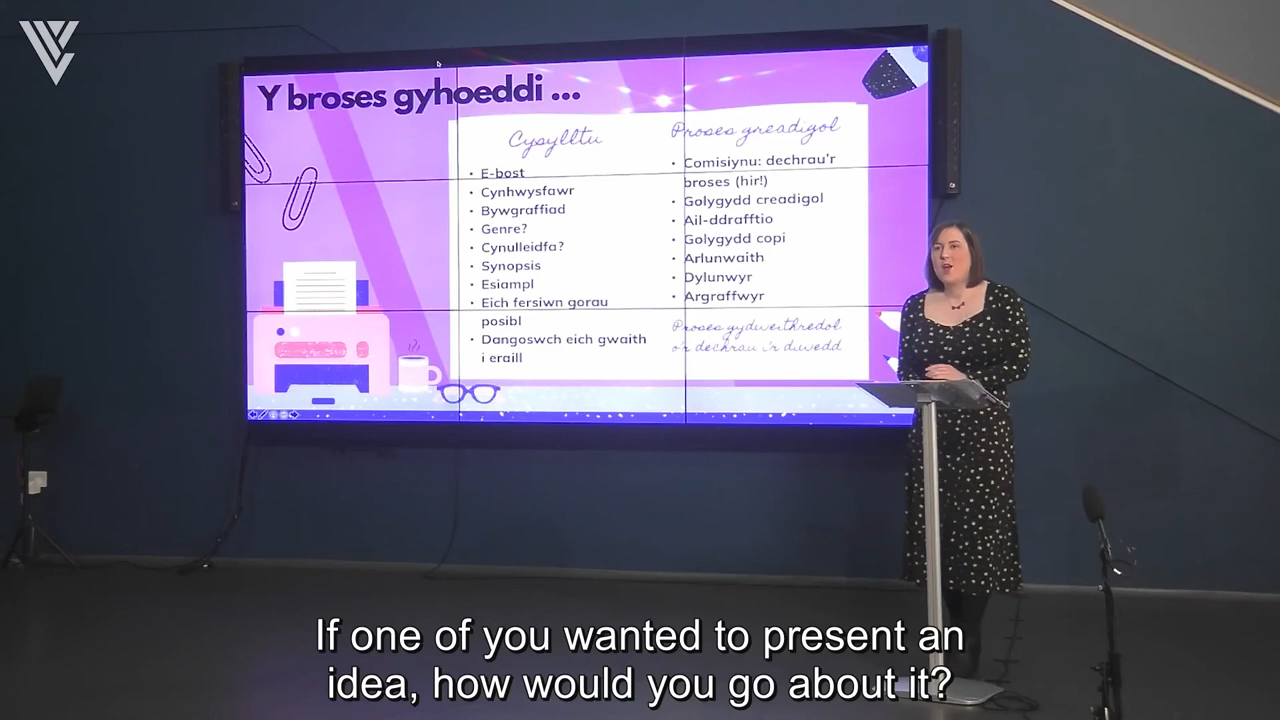 Y broses gyhoeddi ...
Cysylltu
• E-bost
• Cynhwysfawr
• Bywgraffiad
• Genre?
• Cynulleidfa?
• Synopsis
• Esiampl
• Eich fersiwn gorau
posibl
• Dangoswch eich gwaith
i eraill
Proses greadigol
• Comisiynu: dechrau'r
broses (hir!)
• Golygydd creadigol
• Ail-ddrafftio
• Golygydd copi
• Arlunwaith
• Dylunwyr
• Argraffwyr
Proses gydweithredol
o'r dechrau i'r diwedd
If one of you wanted to present an
idea, how would you go about it?